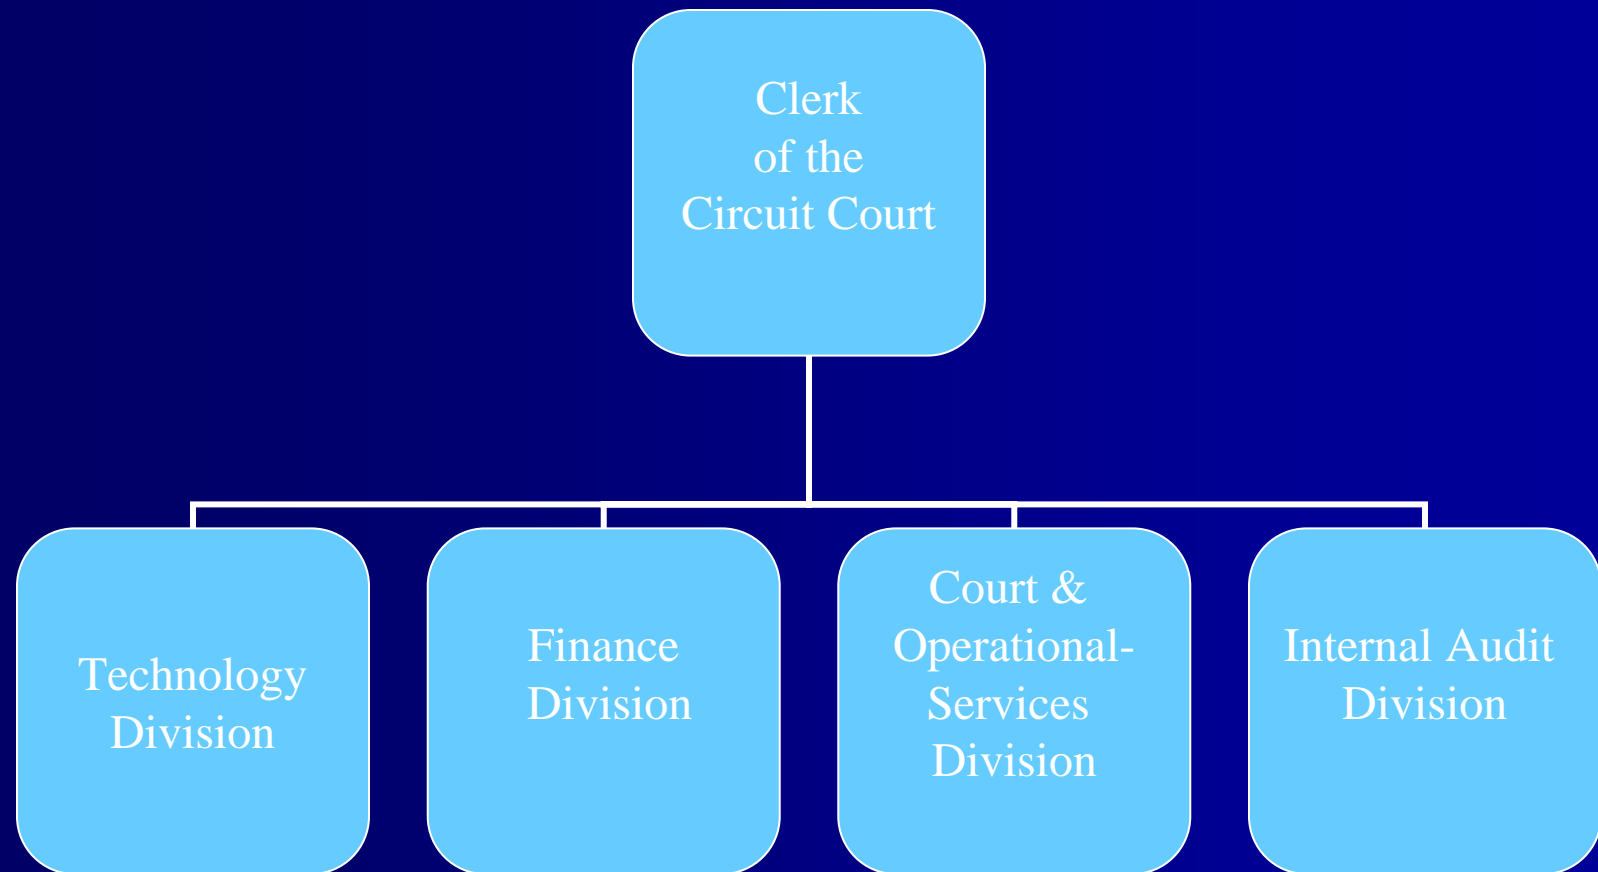 Clerk
of the
Circuit Court
Technology
Division
Finance
Division
Court &
Operational-
Services
Division
Internal Audit
Division